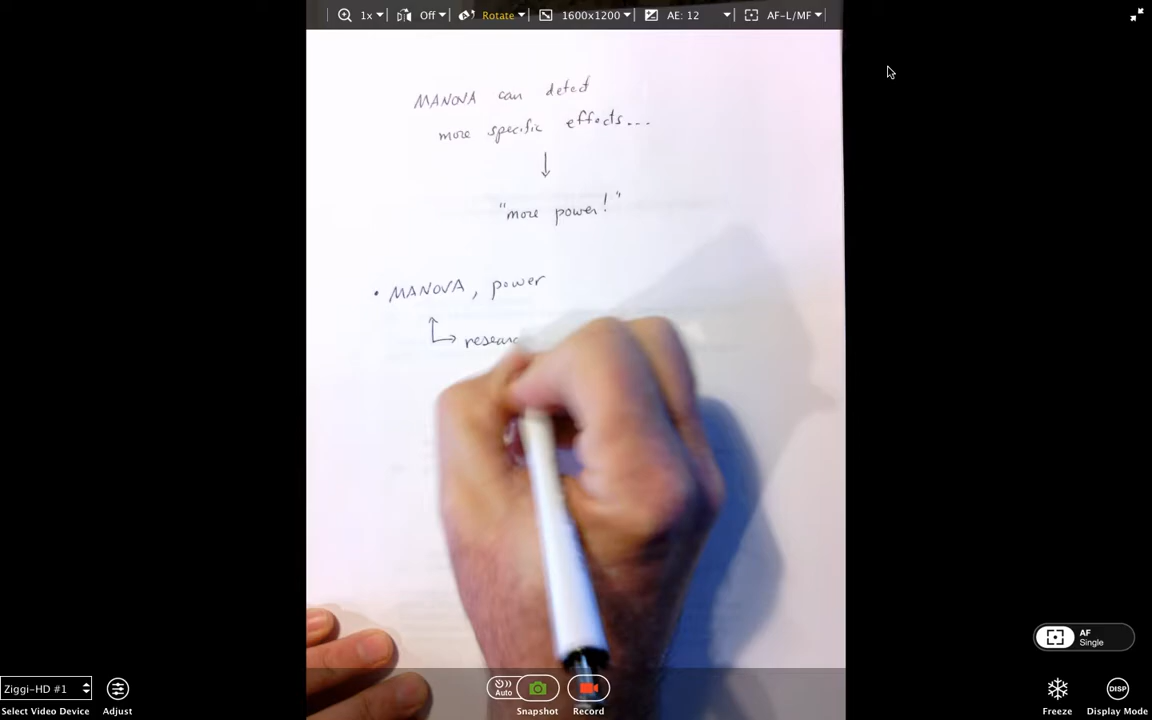 1x
Off
Rotate
1600x1200
AE: 12
AF-L/MF
MANOVA can detect
more specific effects...
"more power!"
• MANOVA, power
AF
Single
Ziggi-HD #1
Select Video Device
Adjust
Auto
Snapshot
Record
Freeze
DISP
Display Mode